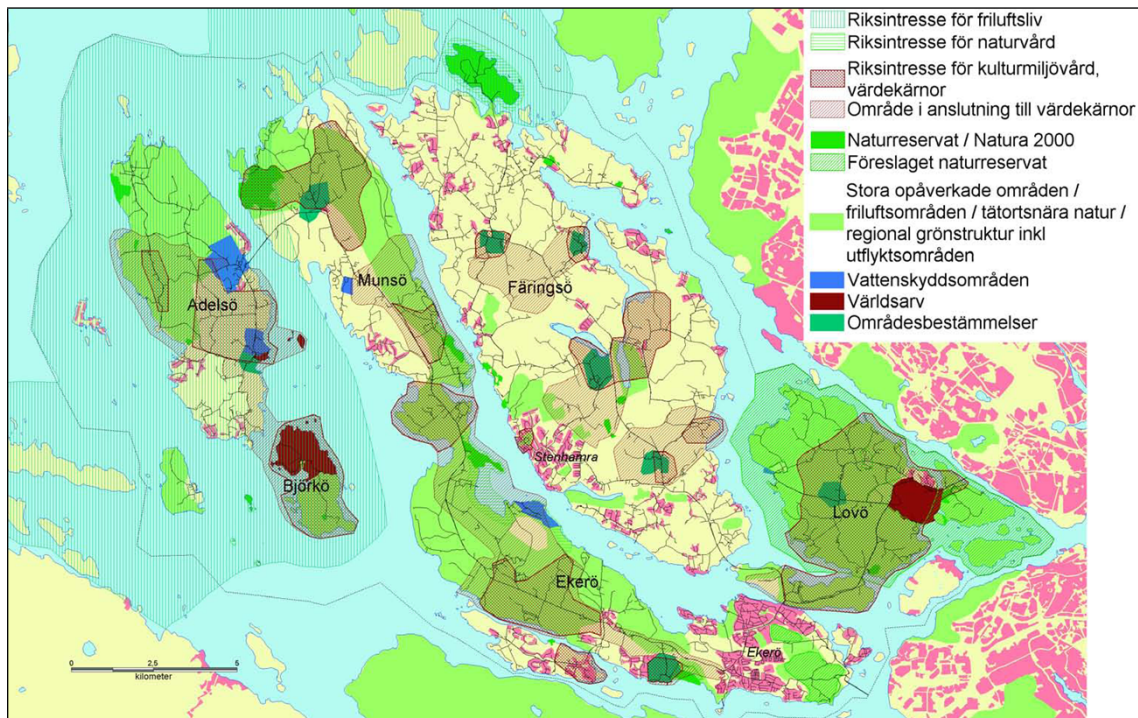 Riksintresse för friluftsliv
Riksintresse för naturvård
Riksintresse för kulturmiljövård,
värdekärnor
Område i anslutning till värdekärnor
Naturreservat / Natura 2000
Föreslaget naturreservat
Stora opåverkade områden /
friluftsområden / tätortsnära natur /
regional grönstruktur inkl
utflyktsområden
Vattenskyddsområden
Världsarv
Områdesbestämmelser
Munsö
Färingsö
Adelsö
Stenhamra
Björkö
Lovö
Ekerö
Ekerö
0 2,5 5
kilometer